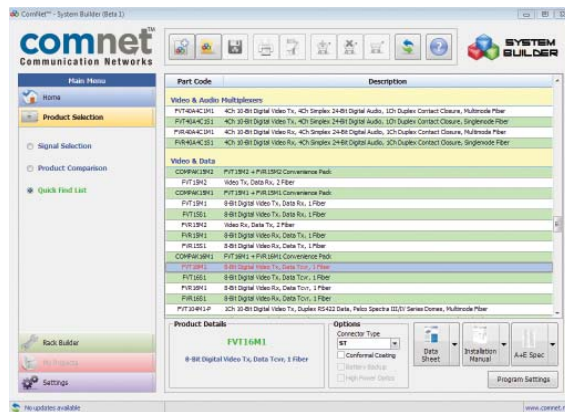 ComNet™ - System Builder (Beta 1)
comnet™
Communication Networks
SYSTEM
BUILDER
Main Menu
Home
Product Selection
Signal Selection
Product Comparison
Quick Find List
Rack Builder
My Projects
Settings
Part Code Description
Video & Audio Multiplexers
FVT40A4C1M1 4Ch 10-Bit Digital Video Tx, 4Ch Simplex 24-Bit Digital Audio, 1Ch Duplex Contact Closure, Multimode Fiber
FVT40A4C1S1 4Ch 10-Bit Digital Video Tx, 4Ch Simplex 24-Bit Digital Audio, 1Ch Duplex Contact Closure, Singlemode Fiber
FVR40A4C1M1 4Ch 10-Bit Digital Video Rx, 4Ch Simplex 24-Bit Digital Audio, 1Ch Duplex Contact Closure, Multimode Fiber
FVR40A4C1S1 4Ch 10-Bit Digital Video Rx, 4Ch Simplex 24-Bit Digital Audio, 1Ch Duplex Contact Closure, Singlemode Fiber
Video & Data
COMPAK15M2 FVT15M2 + FVR15M2 Convenience Pack
FVT15M2 Video Tx, Data Rx, 2 Fiber
COMPAK15M1 FVT15M1 + FVR15M1 Convenience Pack
FVT15M1 8-Bit Digital Video Tx, Data Rx, 1 Fiber
FVT15S1 8-Bit Digital Video Tx, Data Rx, 1 Fiber
FVR15M2 Video Rx, Data Tx, 2 Fiber
FVR15M1 8-Bit Digital Video Rx, Data Tx, 1 Fiber
FVR15S1 8-Bit Digital Video Rx, Data Tx, 1 Fiber
COMPAK16M1 FVT16M1 + FVR16M1 Convenience Pack
FVT16M1 8-Bit Digital Video Tx, Data Tcvr, 1 Fiber
FVT16S1 8-Bit Digital Video Tx, Data Tcvr, 1 Fiber
FVR16M1 8-Bit Digital Video Rx, Data Tcvr, 1 Fiber
FVR16S1 8-Bit Digital Video Rx, Data Tcvr, 1 Fiber
FVT104M1-P 1Ch 10-Bit Digital Video Tx, Duplex RS422 Data, Pelco Spectra III/IV Series Domes, Multimode Fiber
Product Details
FVT16M1
8-Bit Digital Video Tx, Data Tcvr, 1 Fiber
Options
Connector Type
ST
Conformal Coating
Battery Backup
High Power Optics
Data
Sheet
Installation
Manual
A+E Spec
Program Settings
No updates available
www.comnet.n